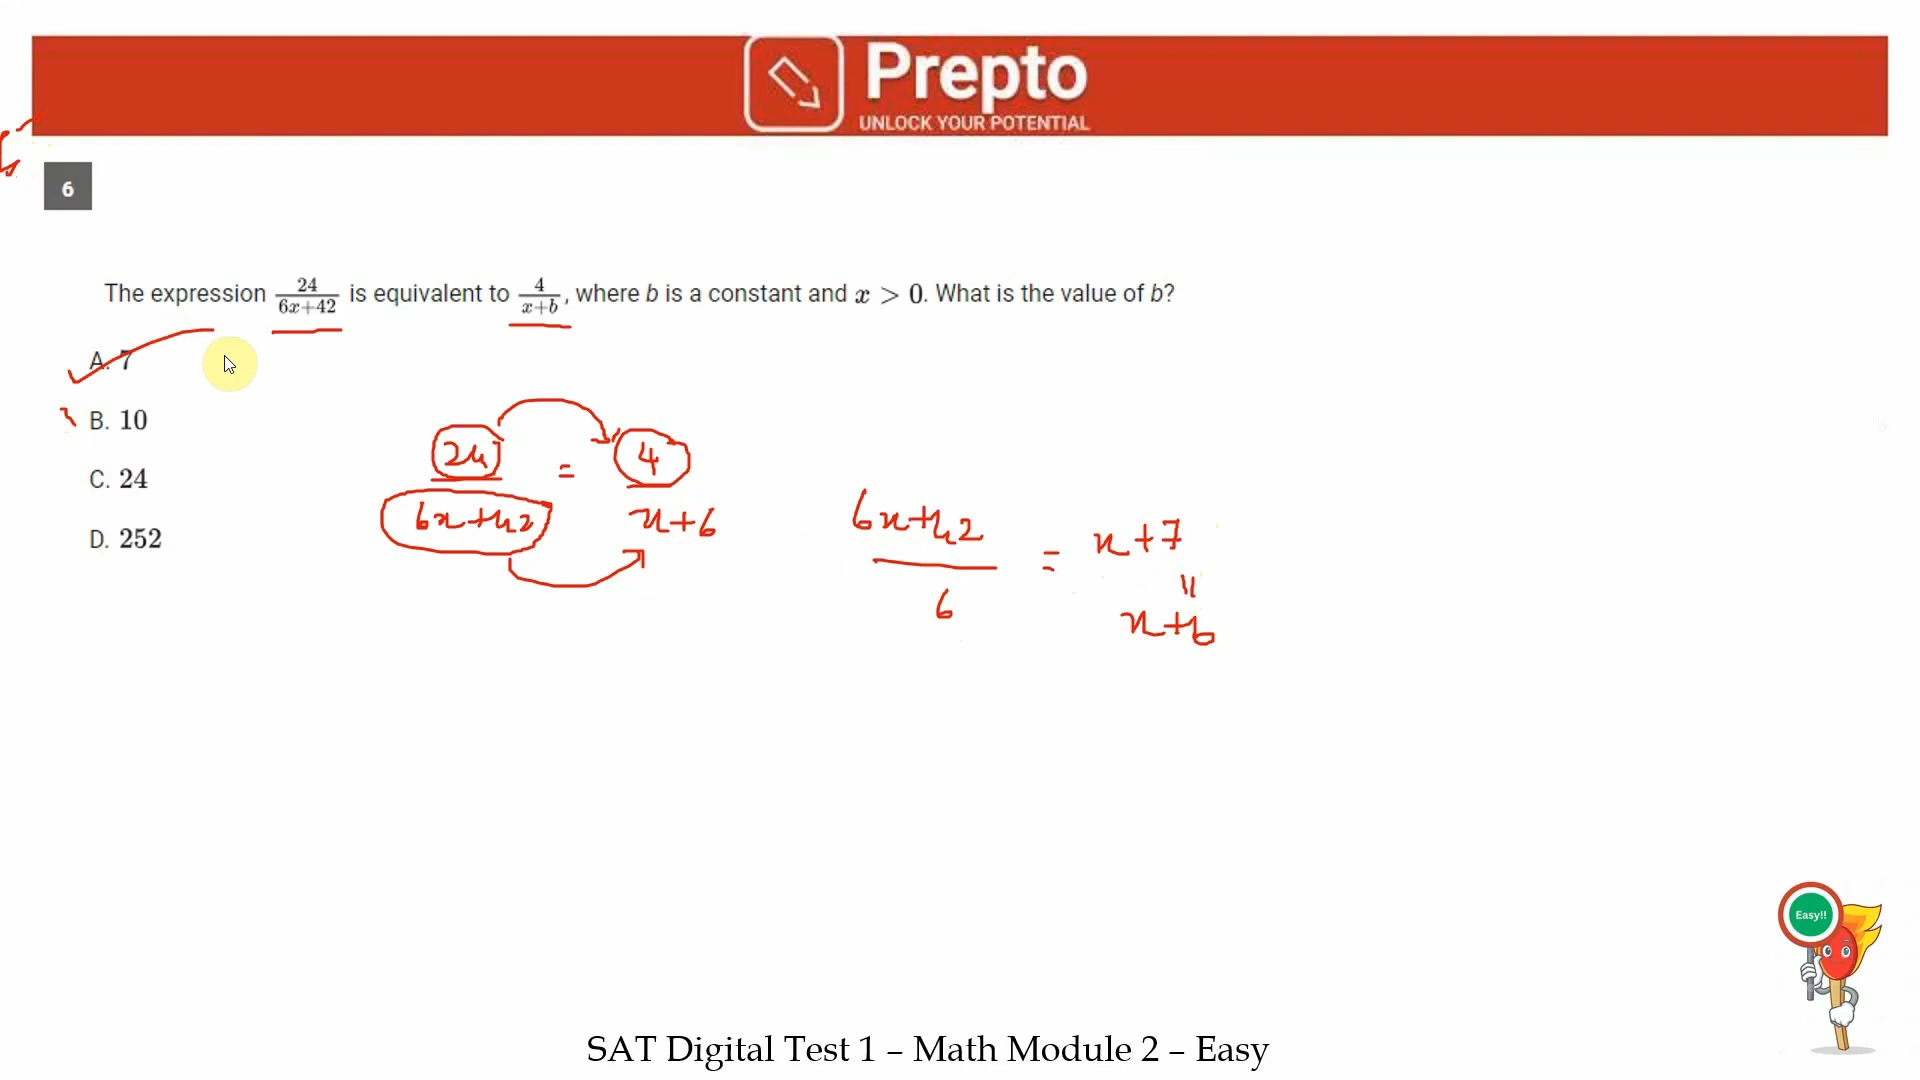 Prepto
UNLOCK YOUR POTENTIAL
6
The expression 24/(6x+42) is equivalent to 4/(x+b), where b is a constant and x > 0. What is the value of b?
A. 7
B. 10
C. 24
D. 252
24 = 4
6x+42 x+b
6x+42 = x+7
6
=
x+b
Easy!!
SAT Digital Test 1 – Math Module 2 – Easy